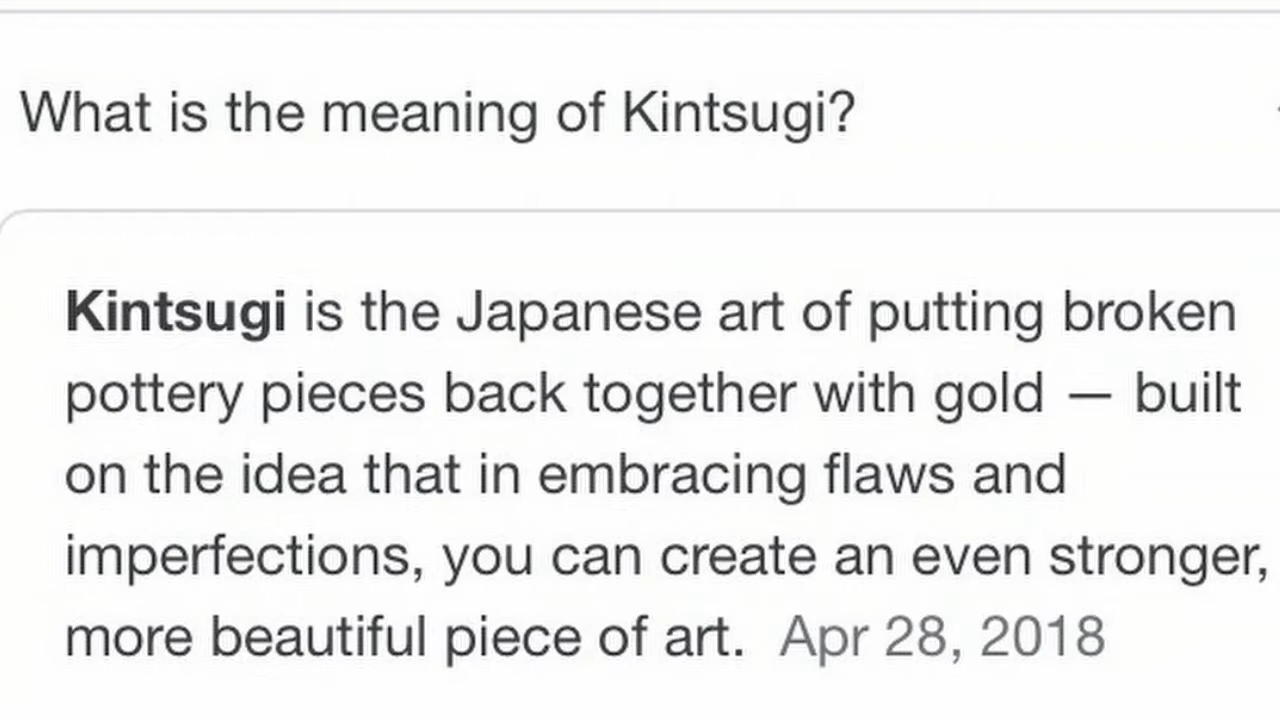 What is the meaning of Kintsugi?
Kintsugi is the Japanese art of putting broken
pottery pieces back together with gold — built
on the idea that in embracing flaws and
imperfections, you can create an even stronger,
more beautiful piece of art. Apr 28, 2018